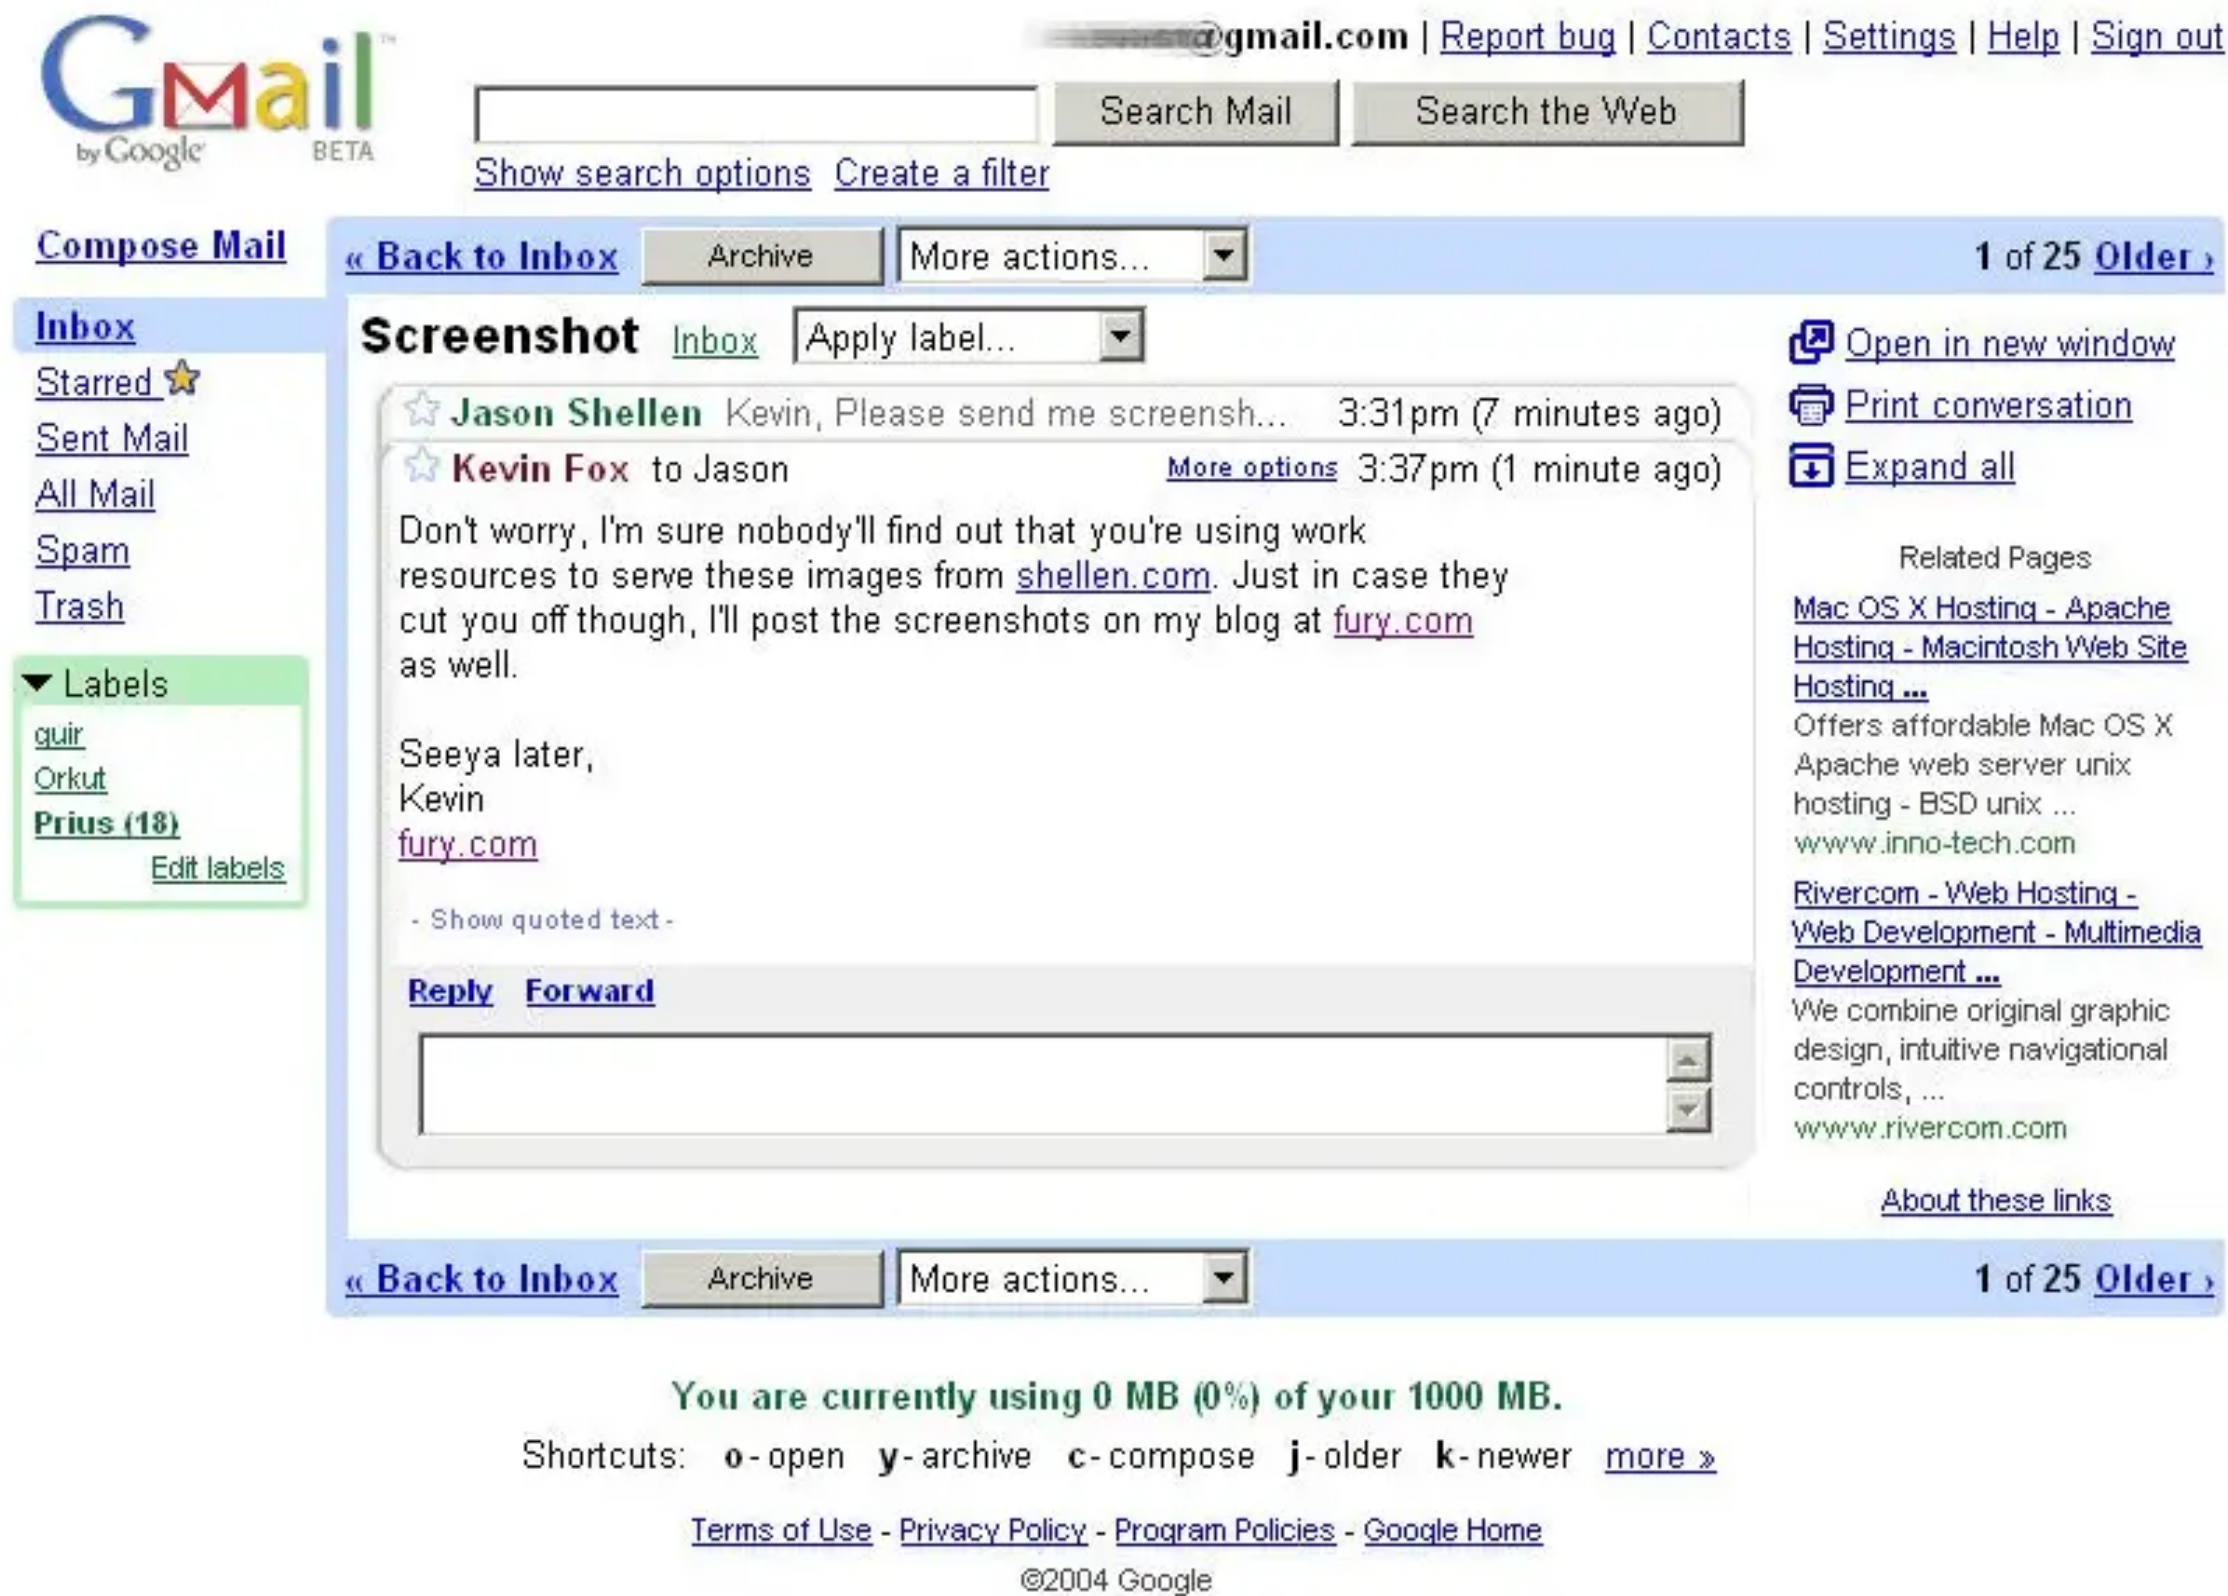 GMail™
by Google BETA
@gmail.com | Report bug | Contacts | Settings | Help | Sign out
Search Mail Search the Web
Show search options Create a filter
Compose Mail
Inbox
Starred
Sent Mail
All Mail
Spam
Trash
Labels
quir
Orkut
Prius (18)
Edit labels
« Back to Inbox Archive More actions... 1 of 25 Older ›
Screenshot Inbox Apply label...
Jason Shellen Kevin, Please send me screensh... 3:31pm (7 minutes ago)
Kevin Fox to Jason More options 3:37pm (1 minute ago)
Don't worry, I'm sure nobody'll find out that you're using work
resources to serve these images from shellen.com. Just in case they
cut you off though, I'll post the screenshots on my blog at fury.com
as well.
Seeya later,
Kevin
fury.com
- Show quoted text -
Reply Forward
Open in new window
Print conversation
Expand all
Related Pages
Mac OS X Hosting - Apache
Hosting - Macintosh Web Site
Hosting ...
Offers affordable Mac OS X
Apache web server unix
hosting - BSD unix ...
www.inno-tech.com
Rivercom - Web Hosting -
Web Development - Multimedia
Development ...
We combine original graphic
design, intuitive navigational
controls, ...
www.rivercom.com
About these links
« Back to Inbox Archive More actions... 1 of 25 Older ›
You are currently using 0 MB (0%) of your 1000 MB.
Shortcuts: o - open y - archive c - compose j - older k - newer more »
Terms of Use - Privacy Policy - Program Policies - Google Home
©2004 Google